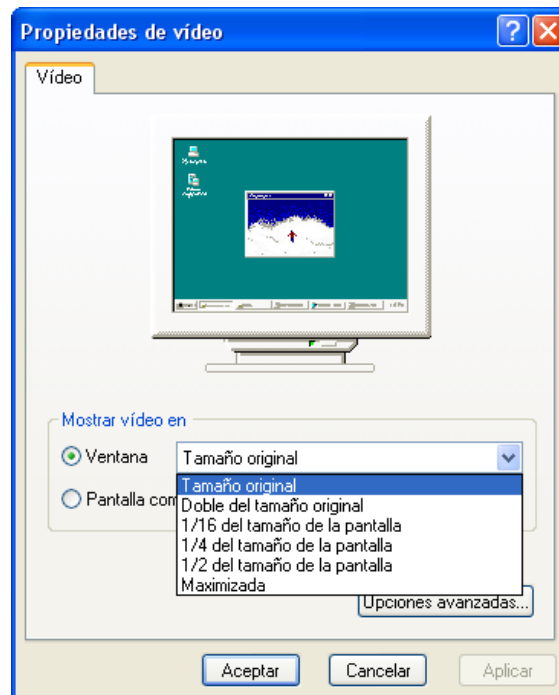 Propiedades de vídeo
Vídeo
Mostrar vídeo en
Ventana
Tamaño original
Tamaño original
Pantalla com
Doble del tamaño original
1/16 del tamaño de la pantalla
1/4 del tamaño de la pantalla
1/2 del tamaño de la pantalla
Maximizada
Opciones avanzadas...
Aceptar
Cancelar
Aplicar